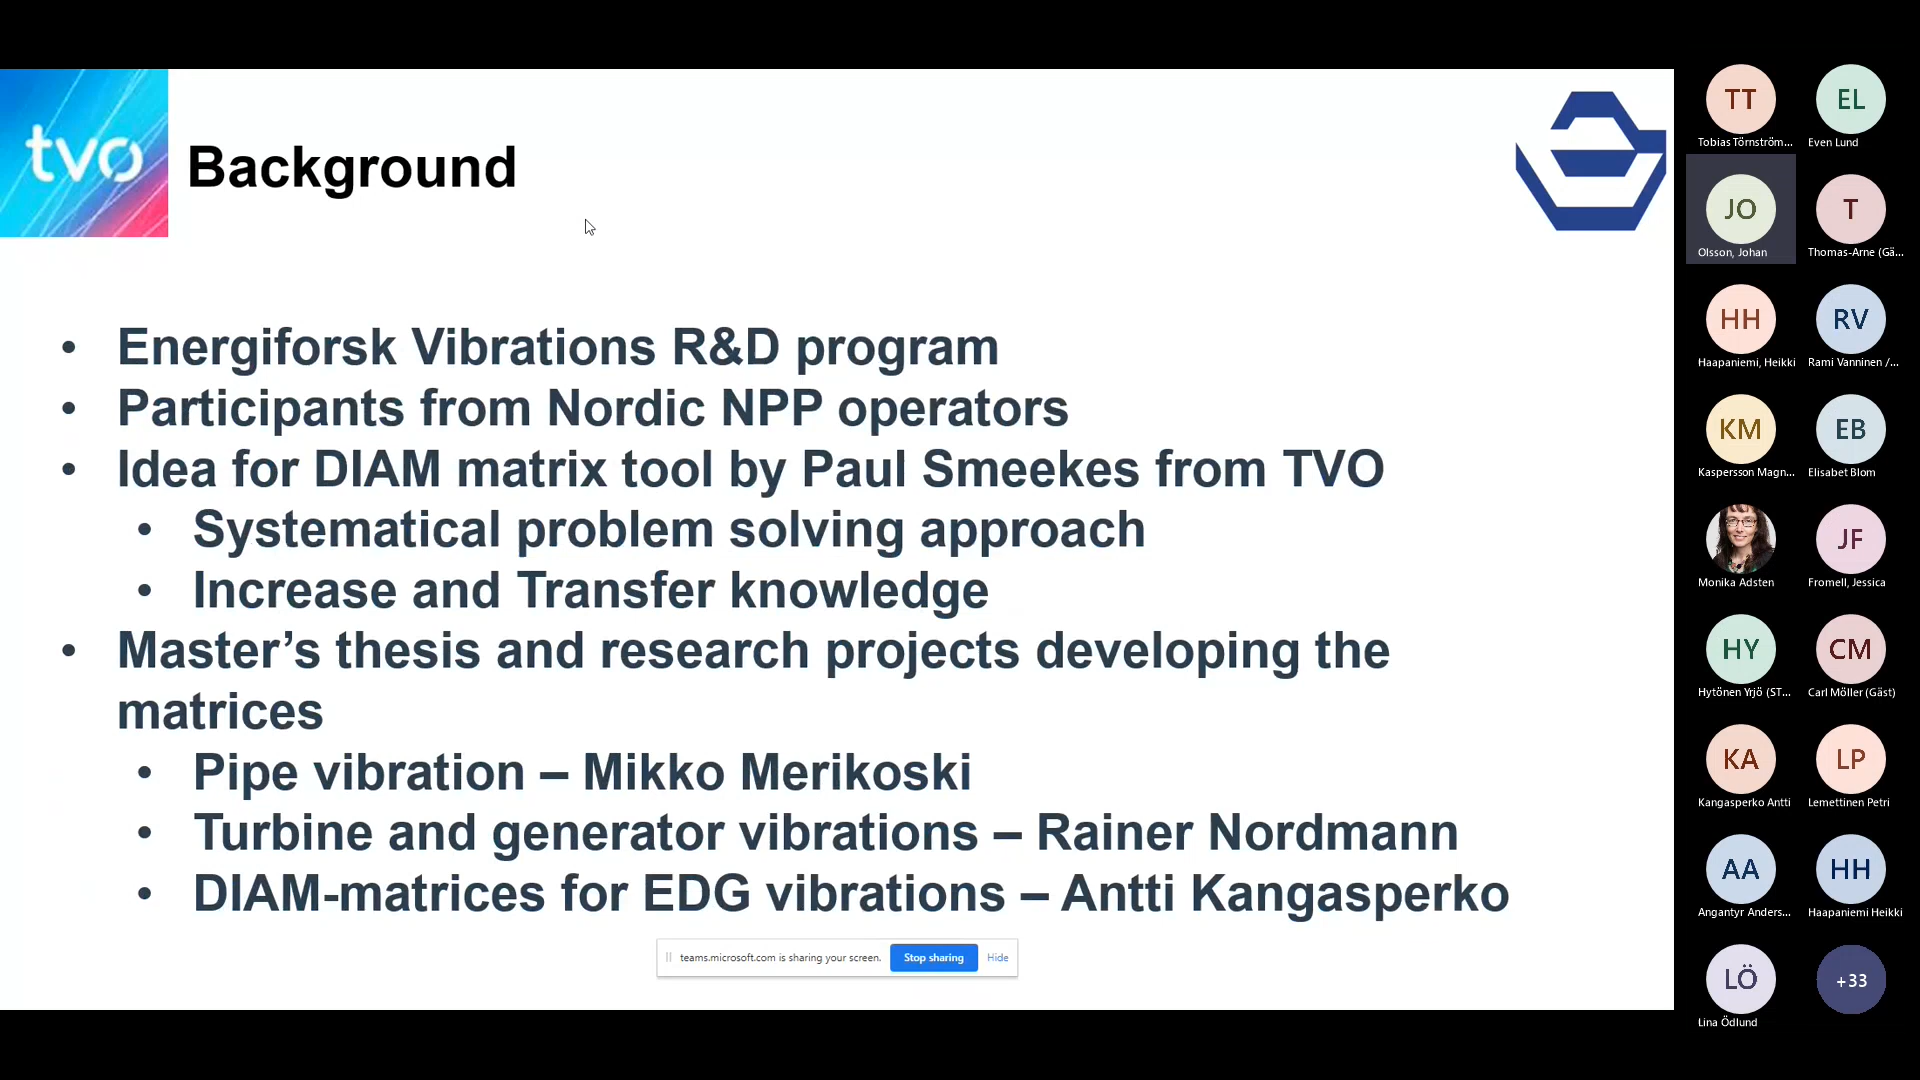 tvo
Background
• Energiforsk Vibrations R&D program
• Participants from Nordic NPP operators
• Idea for DIAM matrix tool by Paul Smeekes from TVO
• Systematical problem solving approach
• Increase and Transfer knowledge
• Master’s thesis and research projects developing the
matrices
• Pipe vibration – Mikko Merikoski
• Turbine and generator vibrations – Rainer Nordmann
• DIAM-matrices for EDG vibrations – Antti Kangasperko
teams.microsoft.com is sharing your screen. Stop sharing Hide
TT EL
Tobias Törnström... Even Lund
JO T
Olsson, Johan Thomas-Arne (Gä...
HH RV
Haapaniemi, Heikki Rami Vanninen /...
KM EB
Kaspersson Magn... Elisabet Blom
JF
Monika Adsten Fromell, Jessica
HY CM
Hytönen Yrjö (ST... Carl Möller (Gäst)
KA LP
Kangasperko Antti Lemettinen Petri
AA HH
Angantyr Anders... Haapaniemi Heikki
LÖ +33
Lina Ödlund